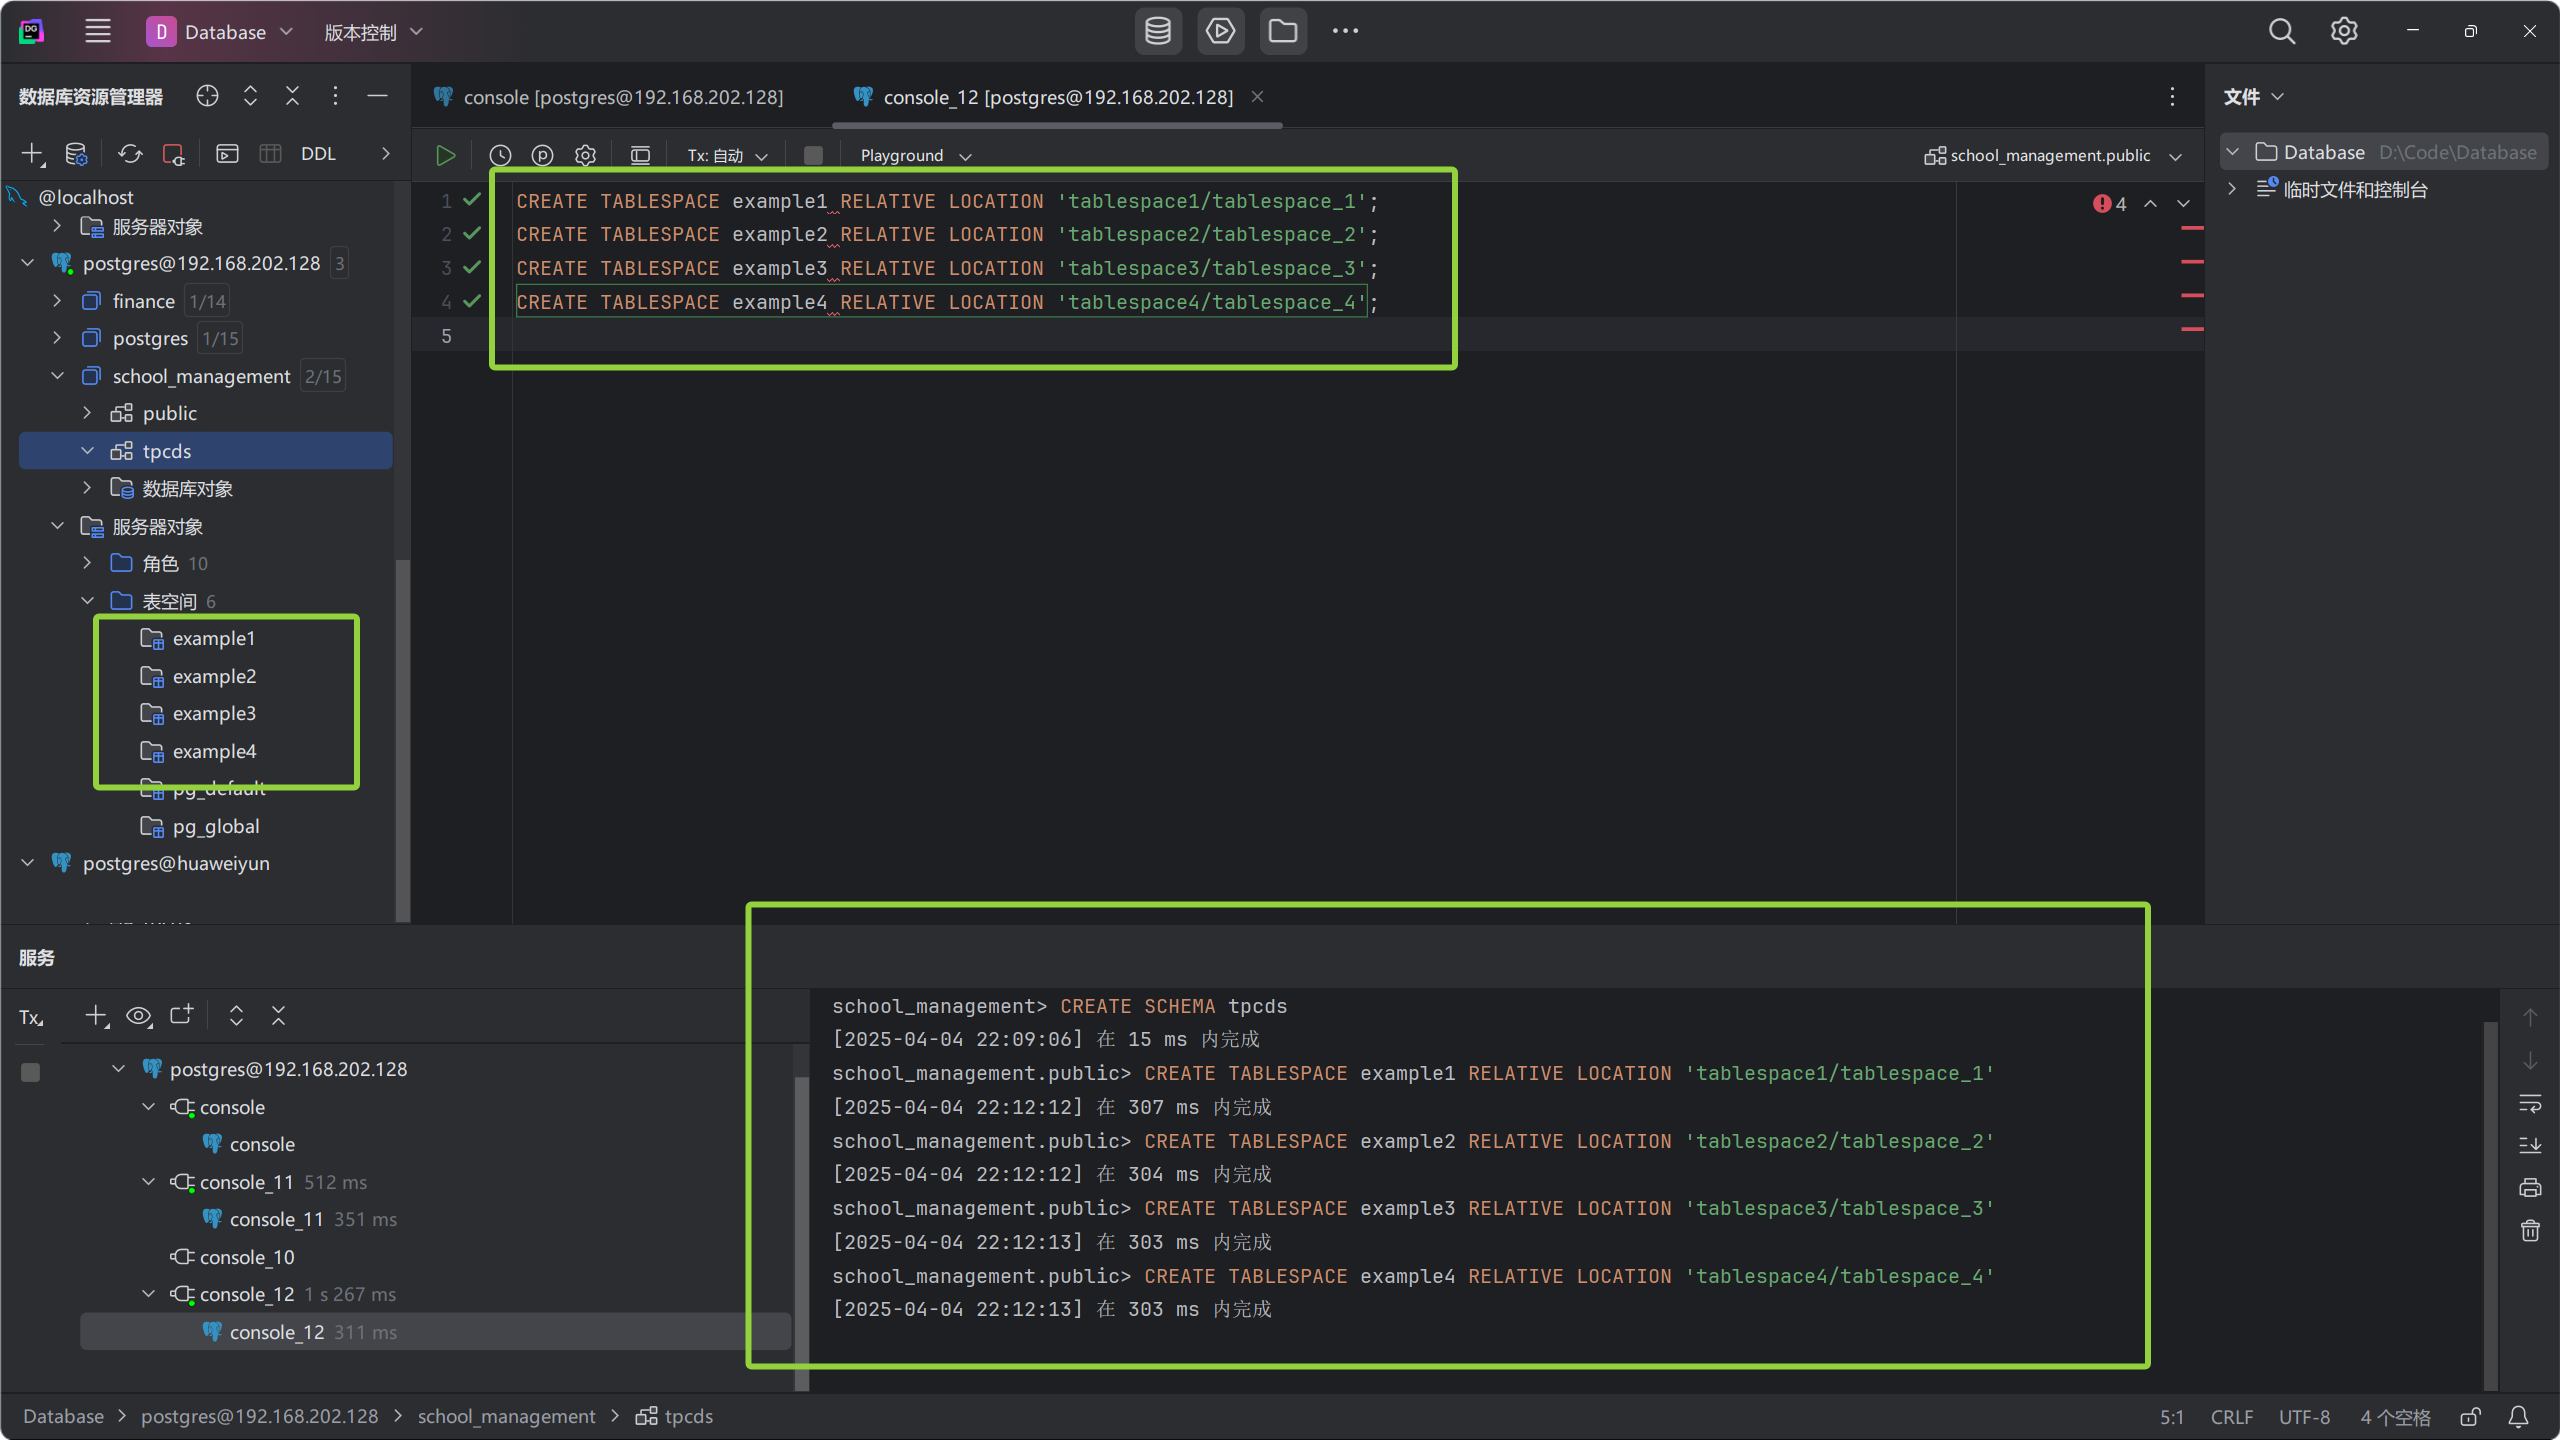 DG
D
Database
版本控制
数据库资源管理器
DDL
@localhost
服务器对象
postgres@192.168.202.128 3
finance 1/14
postgres 1/15
school_management 2/15
public
tpcds
数据库对象
服务器对象
角色 10
表空间 6
example1
example2
example3
example4
pg_default
pg_global
postgres@huaweiyun
console [postgres@192.168.202.128]
console_12 [postgres@192.168.202.128]
Tx: 自动
Playground
school_management.public
1 CREATE TABLESPACE example1 RELATIVE LOCATION 'tablespace1/tablespace_1';
2 CREATE TABLESPACE example2 RELATIVE LOCATION 'tablespace2/tablespace_2';
3 CREATE TABLESPACE example3 RELATIVE LOCATION 'tablespace3/tablespace_3';
4 CREATE TABLESPACE example4 RELATIVE LOCATION 'tablespace4/tablespace_4';
5
4
文件
Database D:\Code\Database
临时文件和控制台
服务
Tx
postgres@192.168.202.128
console
console
console_11 512 ms
console_11 351 ms
console_10
console_12 1 s 267 ms
console_12 311 ms
school_management> CREATE SCHEMA tpcds
[2025-04-04 22:09:06] 在 15 ms 内完成
school_management.public> CREATE TABLESPACE example1 RELATIVE LOCATION 'tablespace1/tablespace_1'
[2025-04-04 22:12:12] 在 307 ms 内完成
school_management.public> CREATE TABLESPACE example2 RELATIVE LOCATION 'tablespace2/tablespace_2'
[2025-04-04 22:12:12] 在 304 ms 内完成
school_management.public> CREATE TABLESPACE example3 RELATIVE LOCATION 'tablespace3/tablespace_3'
[2025-04-04 22:12:13] 在 303 ms 内完成
school_management.public> CREATE TABLESPACE example4 RELATIVE LOCATION 'tablespace4/tablespace_4'
[2025-04-04 22:12:13] 在 303 ms 内完成
Database > postgres@192.168.202.128 > school_management > tpcds
5:1 CRLF UTF-8 4 个空格